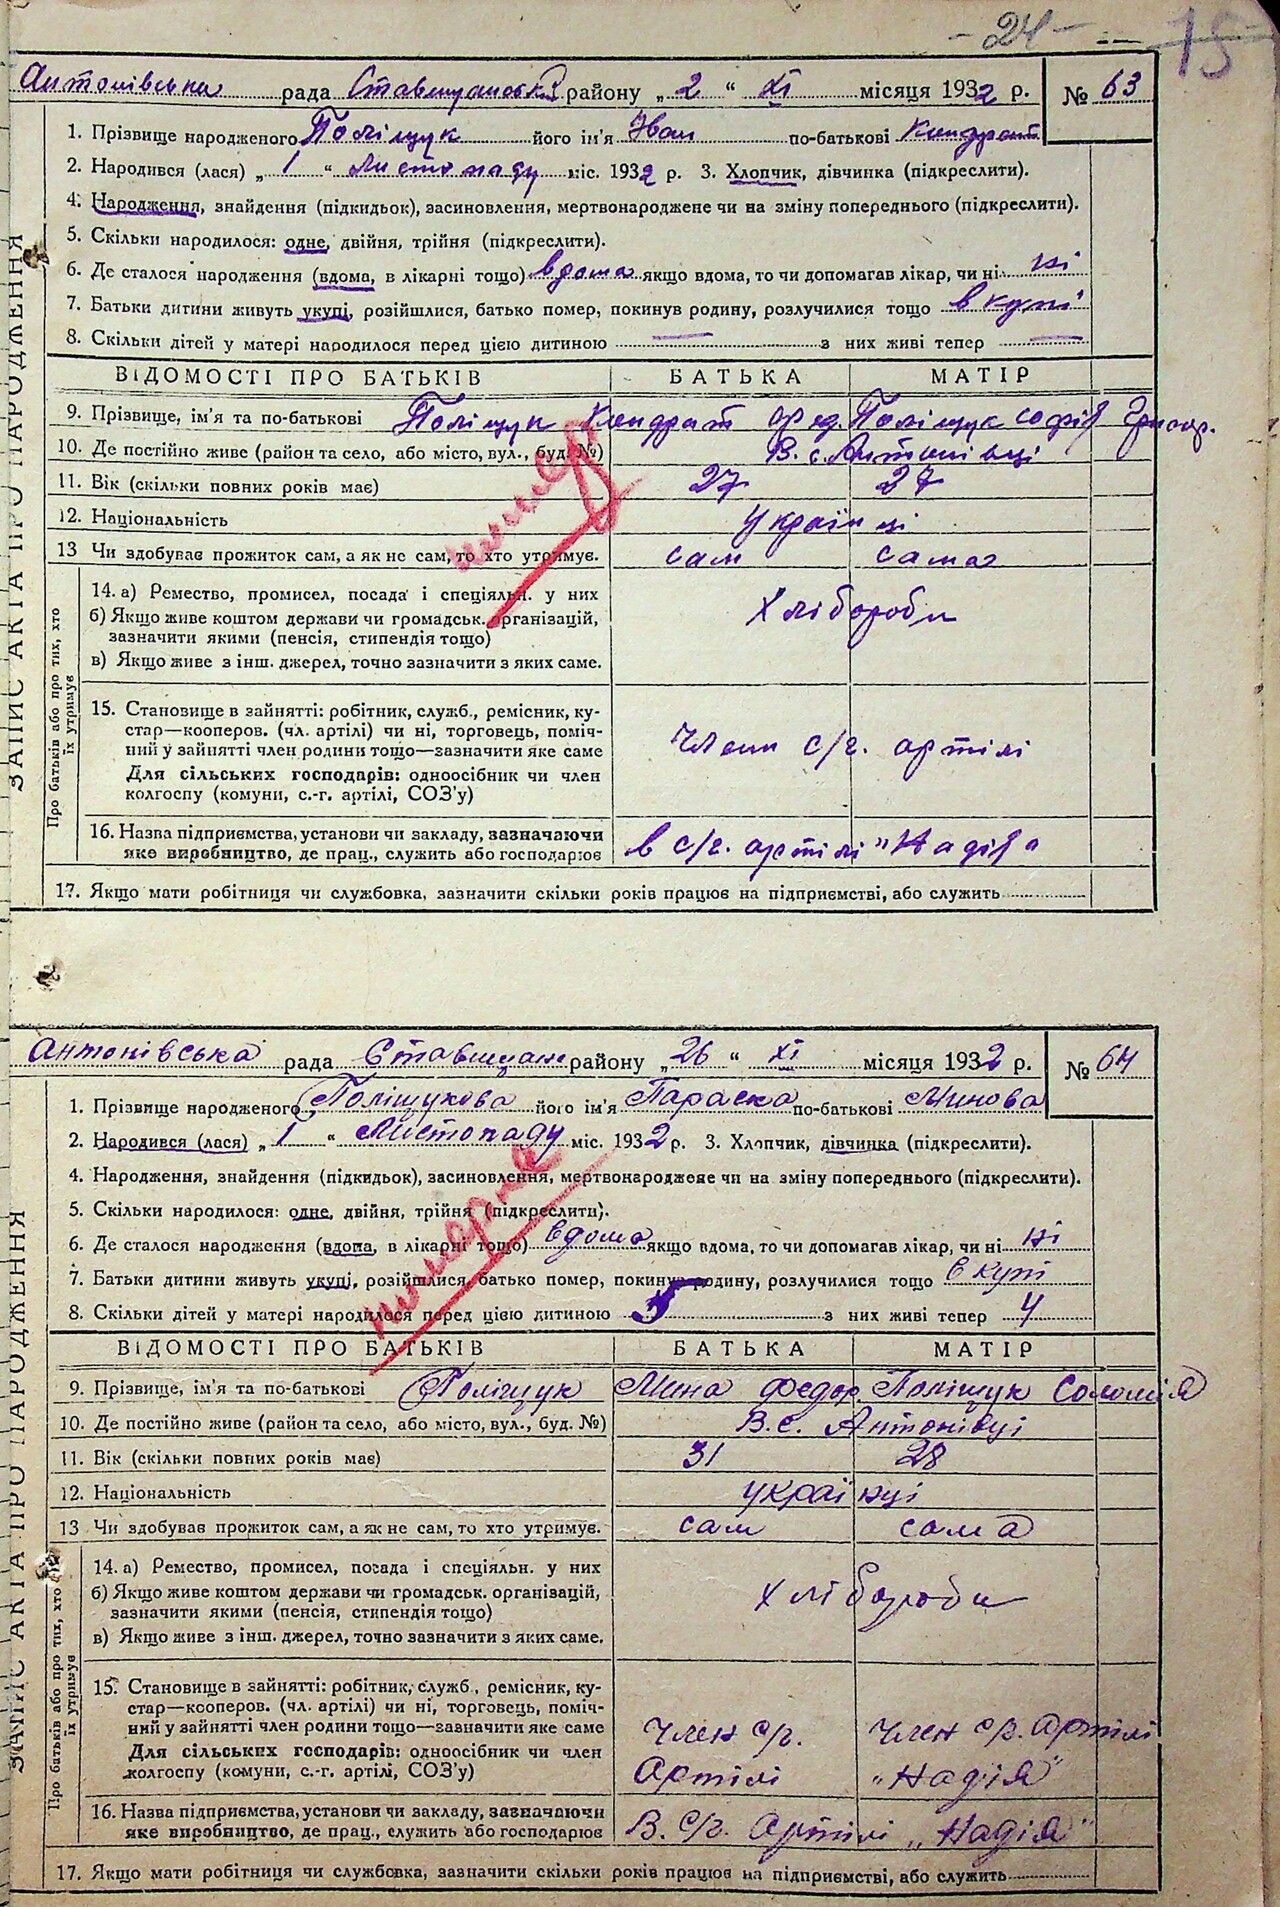 - 24 -
15
ЗАПИС АКТА ПРО НАРОДЖЕННЯ
Антонівська рада Ставищанськ. району „ 2 “ XI місяця 1932 р. № 63
1. Прізвище народженого Поліщук його ім'я Іван по-батькові Кіндрат.
2. Народився (лася) „ 1 “ Листопаду міс. 1932 р. 3. Хлопчик, дівчинка (підкреслити).
4. Народження, знайдення (підкидьок), засиновлення, мертвонароджене чи на зміну попереднього (підкреслити).
5. Скільки народилося: одне, двійня, трійня (підкреслити).
6. Де сталося народження (вдома, в лікарні тощо) вдома якщо вдома, то чи допомагав лікар, чи ні ні
7. Батьки дитини живуть укупі, розійшлися, батько помер, покинув родину, розлучилися тощо в купі
8. Скільки дітей у матері народилося перед цією дитиною — з них живі тепер —
ВІДОМОСТІ ПРО БАТЬКІВ БАТЬКА МАТІР
9. Прізвище, ім'я та по-батькові Поліщук Кіндрат Поліщук Софія Григор.
10. Де постійно живе (район та село, або місто, вул., буд. №) В. с. Антонівці
11. Вік (скільки повних років має) 27 27
12. Національність українці
13 Чи здобуває прожиток сам, а як не сам, то хто утримує. сам сама
Про батьків або про тих, хто їх утримує
14. а) Ремество, промисел, посада і спеціяльн. у них
б) Якщо живе коштом держави чи громадськ. організацій,
зазначити якими (пенсія, стипендія тощо)
в) Якщо живе з інш. джерел, точно зазначити з яких саме.
Хлібороби
15. Становище в зайнятті: робітник, служб., ремісник, ку-
стар—кооперов. (чл. артілі) чи ні, торговець, поміч-
ний у зайнятті член родини тощо—зазначити яке саме
Для сільських господарів: одноосібник чи член
колгоспу (комуни, с.-г. артілі, СОЗ'у)
Члени с/г. артілі
16. Назва підприємства, установи чи закладу, зазначаючи
яке виробництво, де прац., служить або господарює
в с/г. артілі "Надія"
17. Якщо мати робітниця чи службовка, зазначити скільки років працює на підприємстві, або служить
помер
ЗАПИС АКТА ПРО НАРОДЖЕННЯ
Антонівська рада Ставищан району „ 26 “ XI місяця 1932 р. № 64
1. Прізвище народженого Поліщукова його ім'я Параска по-батькові Минова
2. Народився (лася) „ 1 “ Листопаду міс. 1932 р. 3. Хлопчик, дівчинка (підкреслити).
4. Народження, знайдення (підкидьок), засиновлення, мертвонароджене чи на зміну попереднього (підкреслити).
5. Скільки народилося: одне, двійня, трійня (підкреслити).
6. Де сталося народження (вдома, в лікарні тощо) вдома якщо вдома, то чи допомагав лікар, чи ні ні
7. Батьки дитини живуть укупі, розійшлися, батько помер, покинув родину, розлучилися тощо в купі
8. Скільки дітей у матері народилося перед цією дитиною 5 з них живі тепер 4
ВІДОМОСТІ ПРО БАТЬКІВ БАТЬКА МАТІР
9. Прізвище, ім'я та по-батькові Поліщук Мина Федор. Поліщук Соломія
10. Де постійно живе (район та село, або місто, вул., буд. №) В. с. Антонівці
11. Вік (скільки повних років має) 31 28
12. Національність українці
13 Чи здобуває прожиток сам, а як не сам, то хто утримує. сам сама
Про батьків або про тих, хто їх утримує
14. а) Ремество, промисел, посада і спеціяльн. у них
б) Якщо живе коштом держави чи громадськ. організацій,
зазначити якими (пенсія, стипендія тощо)
в) Якщо живе з інш. джерел, точно зазначити з яких саме.
Хлібороби
15. Становище в зайнятті: робітник, служб., ремісник, ку-
стар—кооперов. (чл. артілі) чи ні, торговець, поміч-
ний у зайнятті член родини тощо—зазначити яке саме
Для сільських господарів: одноосібник чи член
колгоспу (комуни, с.-г. артілі, СОЗ'у)
Член с/г. Член с/г. Артілі
Артілі „Надія“
16. Назва підприємства, установи чи закладу, зазначаючи
яке виробництво, де прац., служить або господарює
В. с/г. Артілі „Надія“
17. Якщо мати робітниця чи службовка, зазначити скільки років працює на підприємстві, або служить